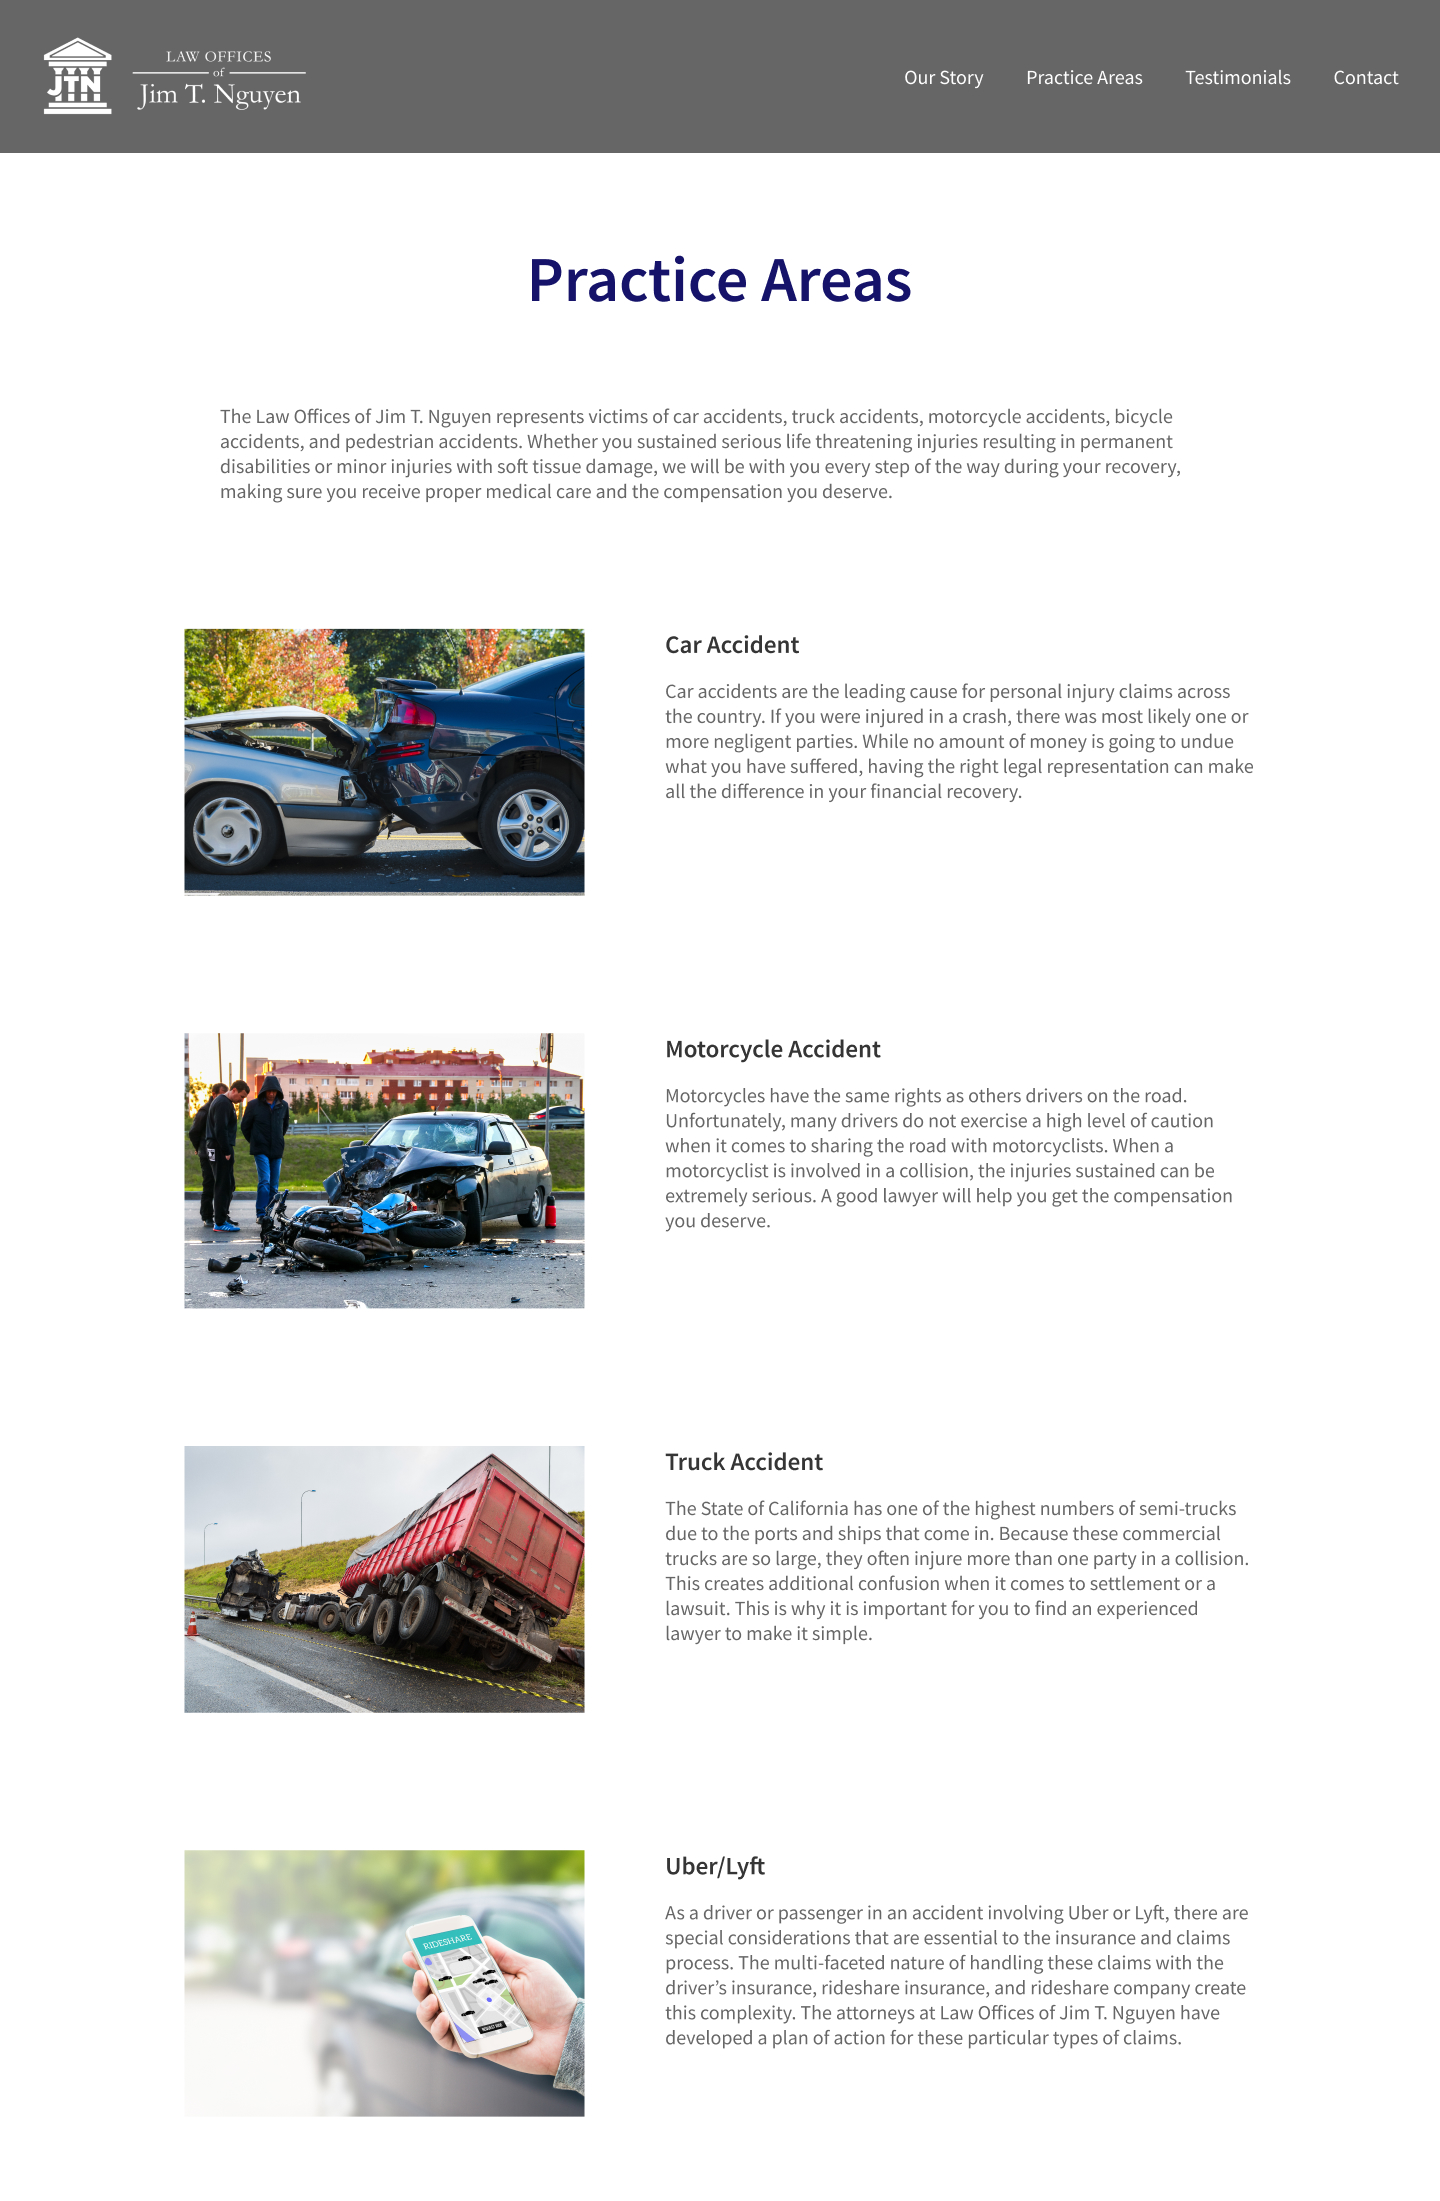 JTN
LAW OFFICES
of
Jim T. Nguyen
Our Story
Practice Areas
Testimonials
Contact
Practice Areas
The Law Offices of Jim T. Nguyen represents victims of car accidents, truck accidents, motorcycle accidents, bicycle
accidents, and pedestrian accidents. Whether you sustained serious life threatening injuries resulting in permanent
disabilities or minor injuries with soft tissue damage, we will be with you every step of the way during your recovery,
making sure you receive proper medical care and the compensation you deserve.
Car Accident
Car accidents are the leading cause for personal injury claims across
the country. If you were injured in a crash, there was most likely one or
more negligent parties. While no amount of money is going to undue
what you have suffered, having the right legal representation can make
all the difference in your financial recovery.
Motorcycle Accident
Motorcycles have the same rights as others drivers on the road.
Unfortunately, many drivers do not exercise a high level of caution
when it comes to sharing the road with motorcyclists. When a
motorcyclist is involved in a collision, the injuries sustained can be
extremely serious. A good lawyer will help you get the compensation
you deserve.
Truck Accident
The State of California has one of the highest numbers of semi-trucks
due to the ports and ships that come in. Because these commercial
trucks are so large, they often injure more than one party in a collision.
This creates additional confusion when it comes to settlement or a
lawsuit. This is why it is important for you to find an experienced
lawyer to make it simple.
RIDESHARE
Uber/Lyft
As a driver or passenger in an accident involving Uber or Lyft, there are
special considerations that are essential to the insurance and claims
process. The multi-faceted nature of handling these claims with the
driver’s insurance, rideshare insurance, and rideshare company create
this complexity. The attorneys at Law Offices of Jim T. Nguyen have
developed a plan of action for these particular types of claims.